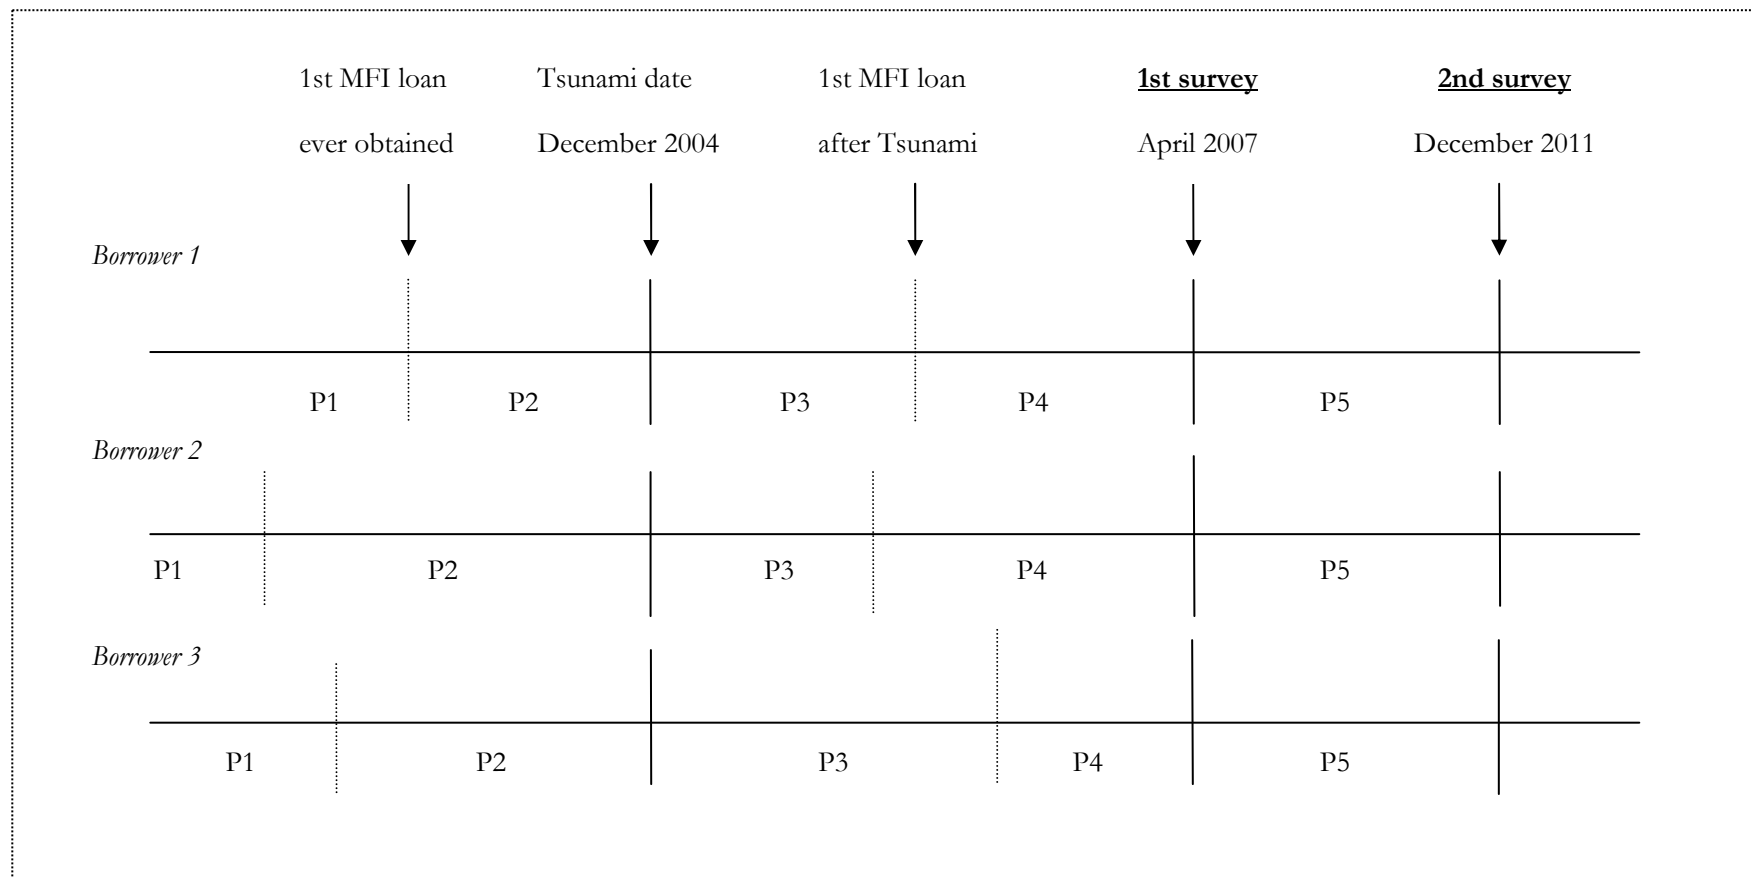 1st MFI loan Tsunami date 1st MFI loan 1st survey 2nd survey
ever obtained December 2004 after Tsunami April 2007 December 2011
Borrower 1
P1 P2 P3 P4 P5
Borrower 2
P1 P2 P3 P4 P5
Borrower 3
P1 P2 P3 P4 P5